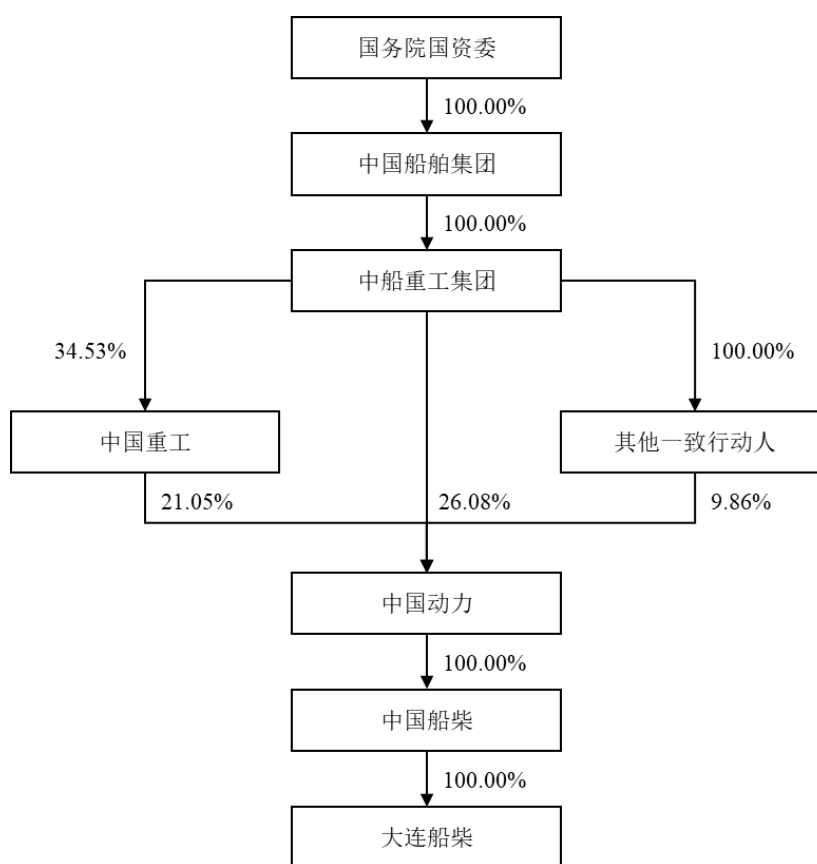 国务院国资委
100.00%
中国船舶集团
100.00%
中船重工集团
34.53%
100.00%
中国重工
其他一致行动人
21.05%
26.08%
9.86%
中国动力
100.00%
中国船柴
100.00%
大连船柴